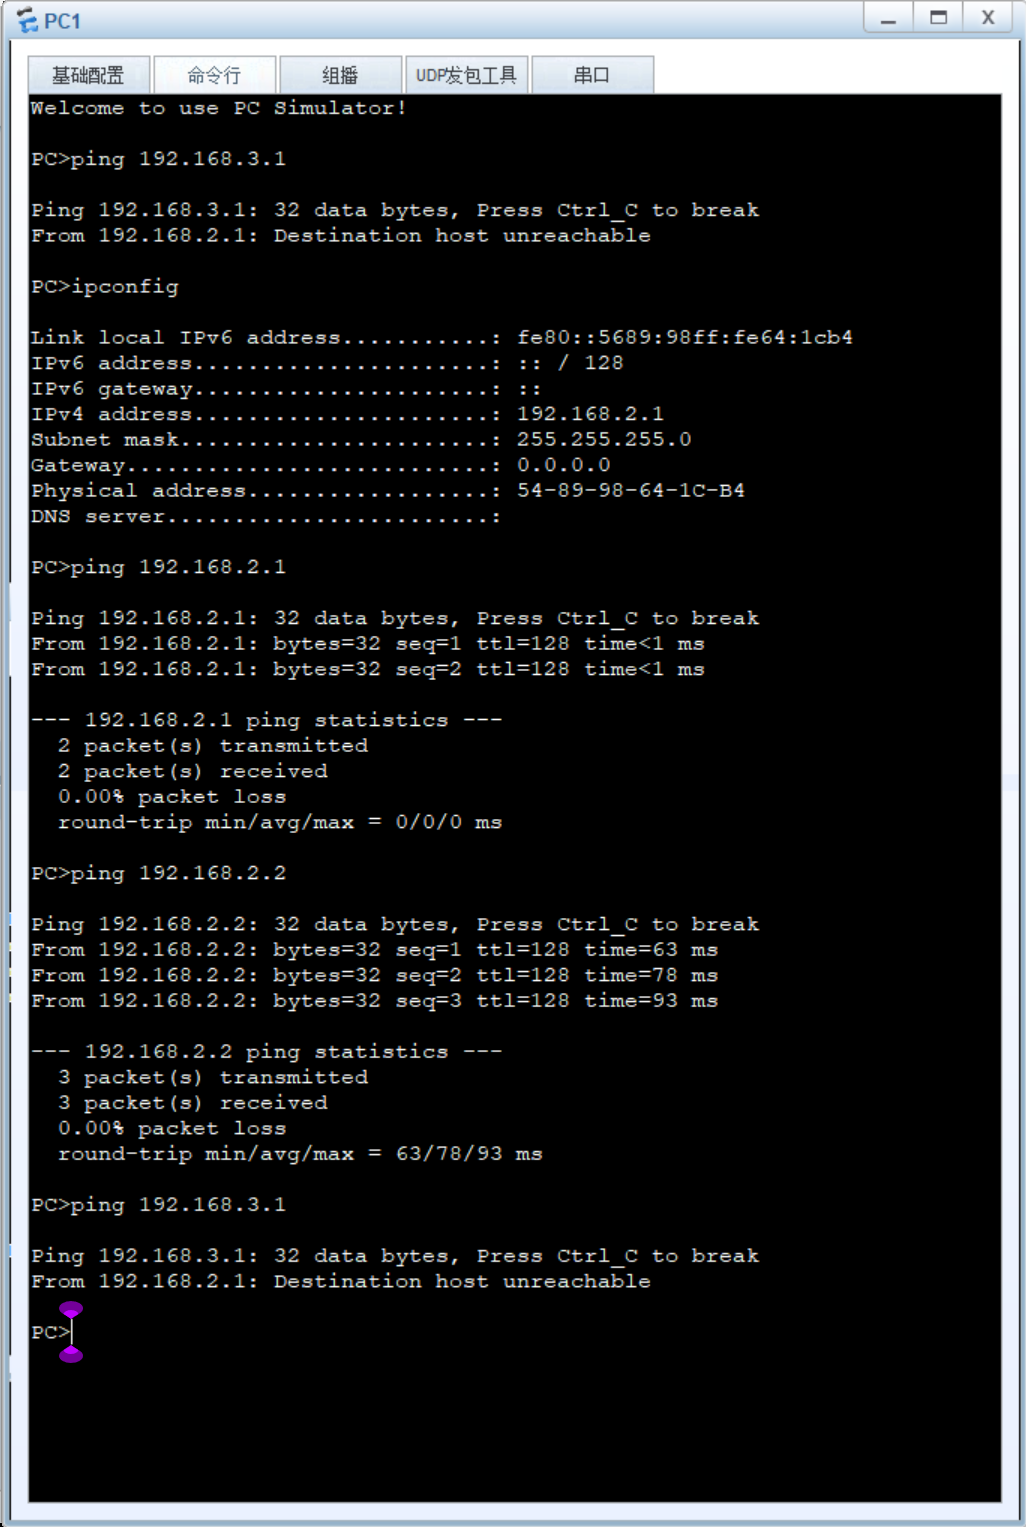 PC1
基础配置 命令行 组播 UDP发包工具 串口
Welcome to use PC Simulator!
PC>ping 192.168.3.1
Ping 192.168.3.1: 32 data bytes, Press Ctrl_C to break
From 192.168.2.1: Destination host unreachable
PC>ipconfig
Link local IPv6 address...........: fe80::5689:98ff:fe64:1cb4
IPv6 address......................: :: / 128
IPv6 gateway......................: ::
IPv4 address......................: 192.168.2.1
Subnet mask.......................: 255.255.255.0
Gateway...........................: 0.0.0.0
Physical address..................: 54-89-98-64-1C-B4
DNS server........................:
PC>ping 192.168.2.1
Ping 192.168.2.1: 32 data bytes, Press Ctrl_C to break
From 192.168.2.1: bytes=32 seq=1 ttl=128 time<1 ms
From 192.168.2.1: bytes=32 seq=2 ttl=128 time<1 ms
--- 192.168.2.1 ping statistics ---
2 packet(s) transmitted
2 packet(s) received
0.00% packet loss
round-trip min/avg/max = 0/0/0 ms
PC>ping 192.168.2.2
Ping 192.168.2.2: 32 data bytes, Press Ctrl_C to break
From 192.168.2.2: bytes=32 seq=1 ttl=128 time=63 ms
From 192.168.2.2: bytes=32 seq=2 ttl=128 time=78 ms
From 192.168.2.2: bytes=32 seq=3 ttl=128 time=93 ms
--- 192.168.2.2 ping statistics ---
3 packet(s) transmitted
3 packet(s) received
0.00% packet loss
round-trip min/avg/max = 63/78/93 ms
PC>ping 192.168.3.1
Ping 192.168.3.1: 32 data bytes, Press Ctrl_C to break
From 192.168.2.1: Destination host unreachable
PC>